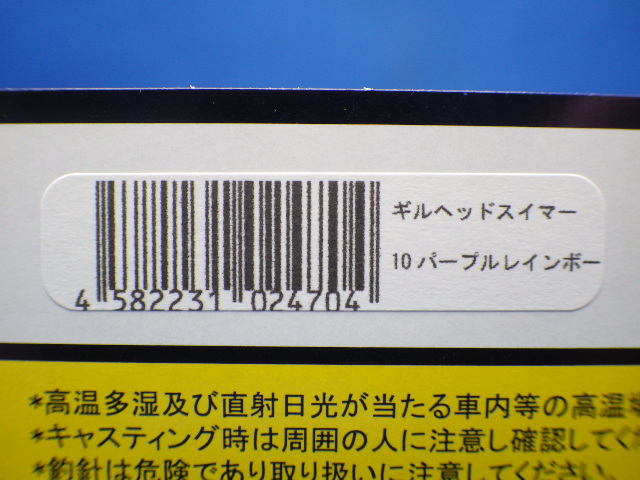 ギルヘッドスイマー
10 パープルレインボー
4 582231 024704
*高温多湿及び直射日光が当たる車内等の高温
*キャスティング時は周囲の人に注意し確認して
*釣針は危険であり取り扱いに注意してください。